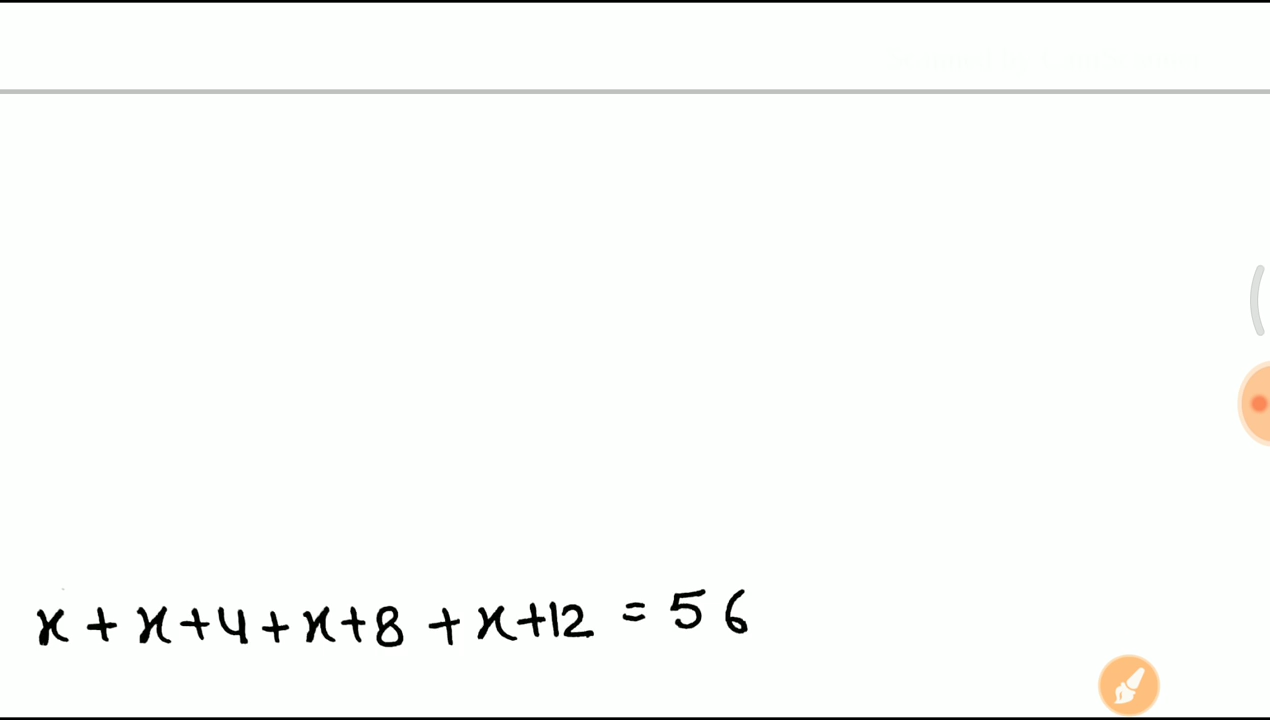 x + x+4 + x+8 + x+12 = 56